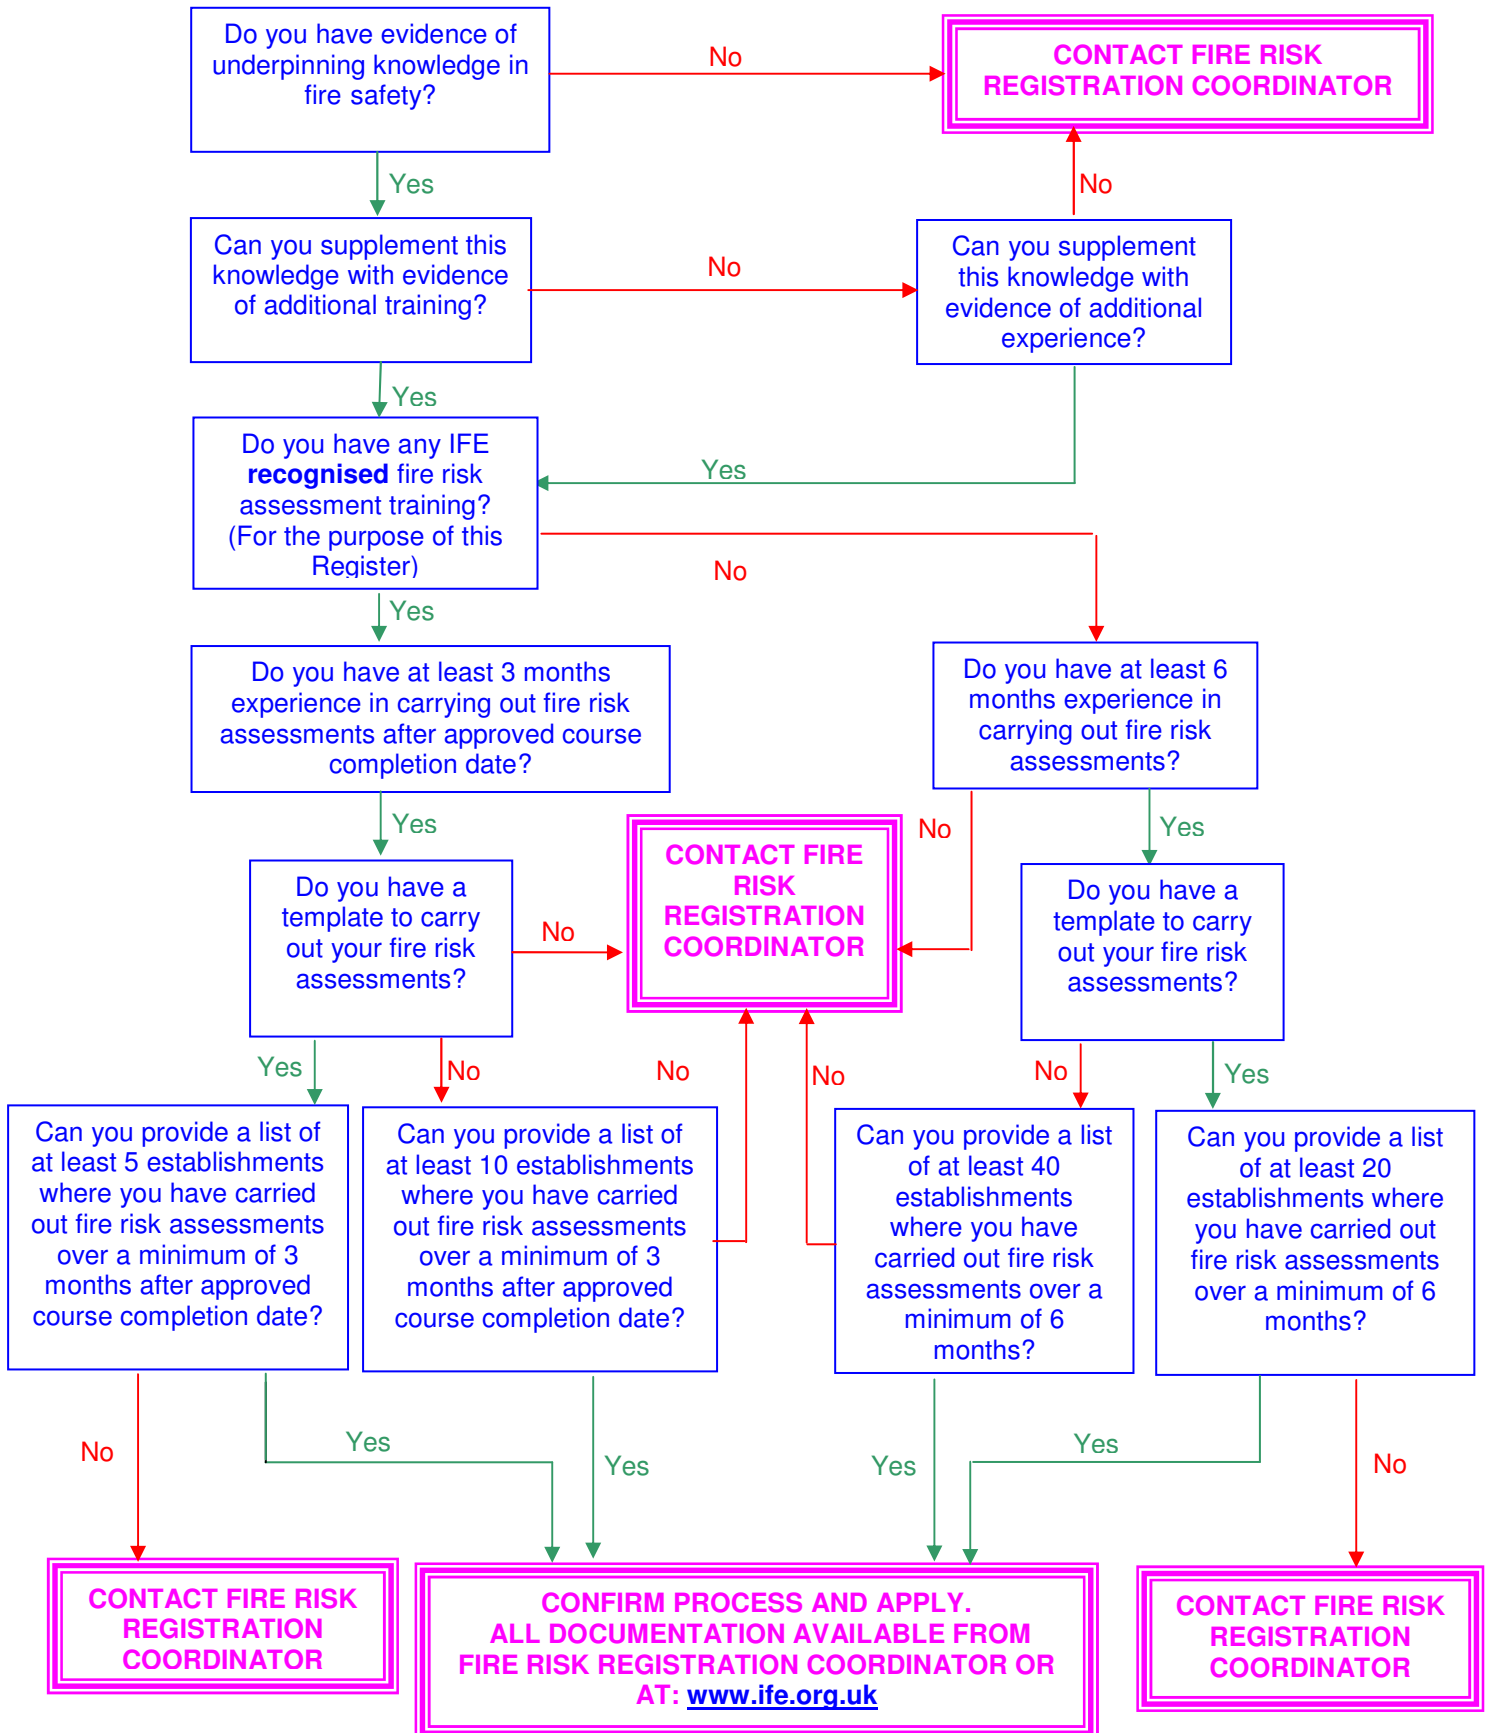 Do you have evidence of
underpinning knowledge in
fire safety?
No
CONTACT FIRE RISK
REGISTRATION COORDINATOR
Yes
No
Can you supplement this
knowledge with evidence
of additional training?
No
Can you supplement
this knowledge with
evidence of additional
experience?
Yes
Do you have any IFE
recognised fire risk
assessment training?
(For the purpose of this
Register)
Yes
No
Yes
Do you have at least 3 months
experience in carrying out fire risk
assessments after approved course
completion date?
Do you have at least 6
months experience in
carrying out fire risk
assessments?
Yes
No
Yes
CONTACT FIRE
RISK
REGISTRATION
COORDINATOR
Do you have a
template to carry
out your fire risk
assessments?
No
Do you have a
template to carry
out your fire risk
assessments?
Yes
No
No
No
No
Yes
Can you provide a list of
at least 5 establishments
where you have carried
out fire risk assessments
over a minimum of 3
months after approved
course completion date?
Can you provide a list of
at least 10 establishments
where you have carried
out fire risk assessments
over a minimum of 3
months after approved
course completion date?
Can you provide a list
of at least 40
establishments
where you have
carried out fire risk
assessments over a
minimum of 6
months?
Can you provide a list
of at least 20
establishments where
you have carried out
fire risk assessments
over a minimum of 6
months?
No
Yes
Yes
Yes
Yes
No
CONTACT FIRE RISK
REGISTRATION
COORDINATOR
CONFIRM PROCESS AND APPLY.
ALL DOCUMENTATION AVAILABLE FROM
FIRE RISK REGISTRATION COORDINATOR OR
AT: www.ife.org.uk
CONTACT FIRE RISK
REGISTRATION
COORDINATOR